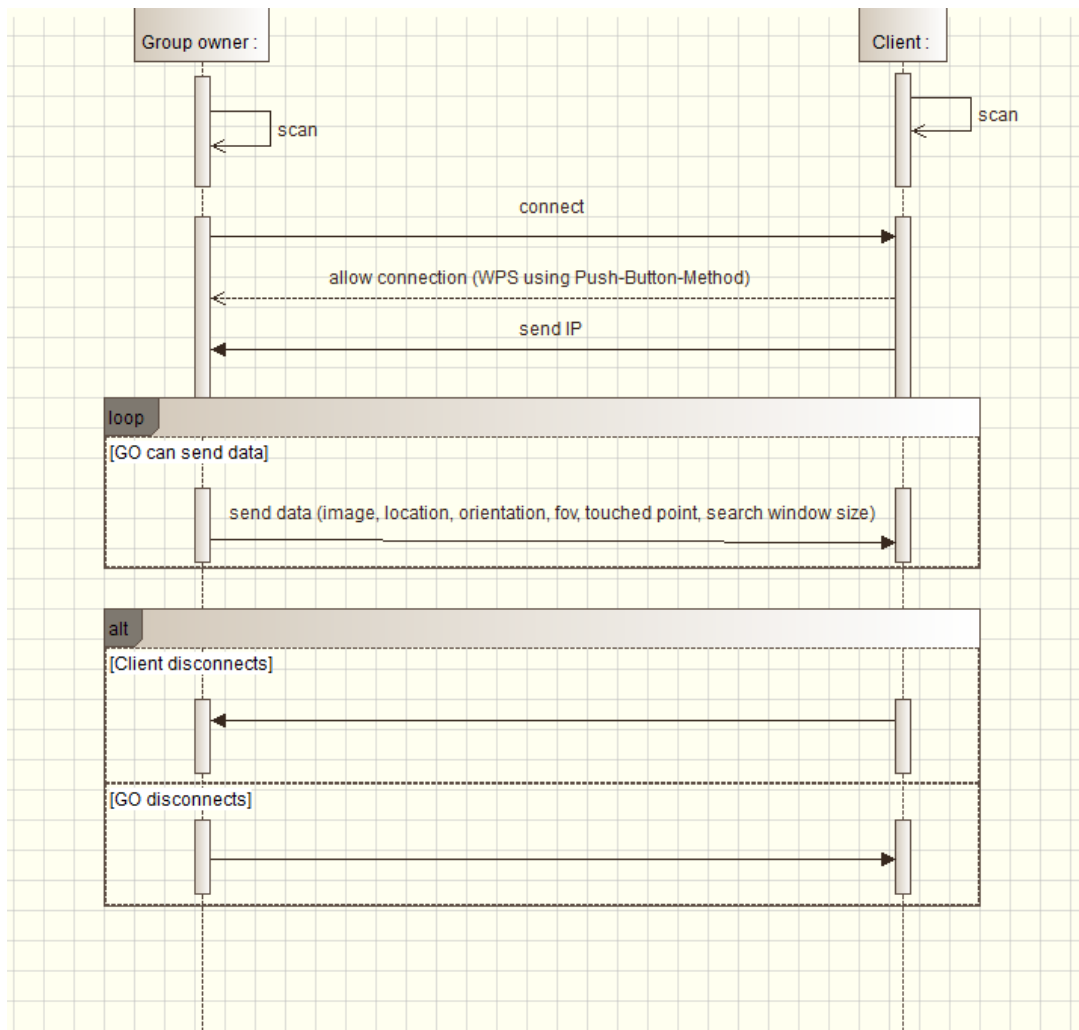 Group owner :
Client :
scan
scan
connect
allow connection (WPS using Push-Button-Method)
send IP
loop
[GO can send data]
send data (image, location, orientation, fov, touched point, search window size)
alt
[Client disconnects]
[GO disconnects]